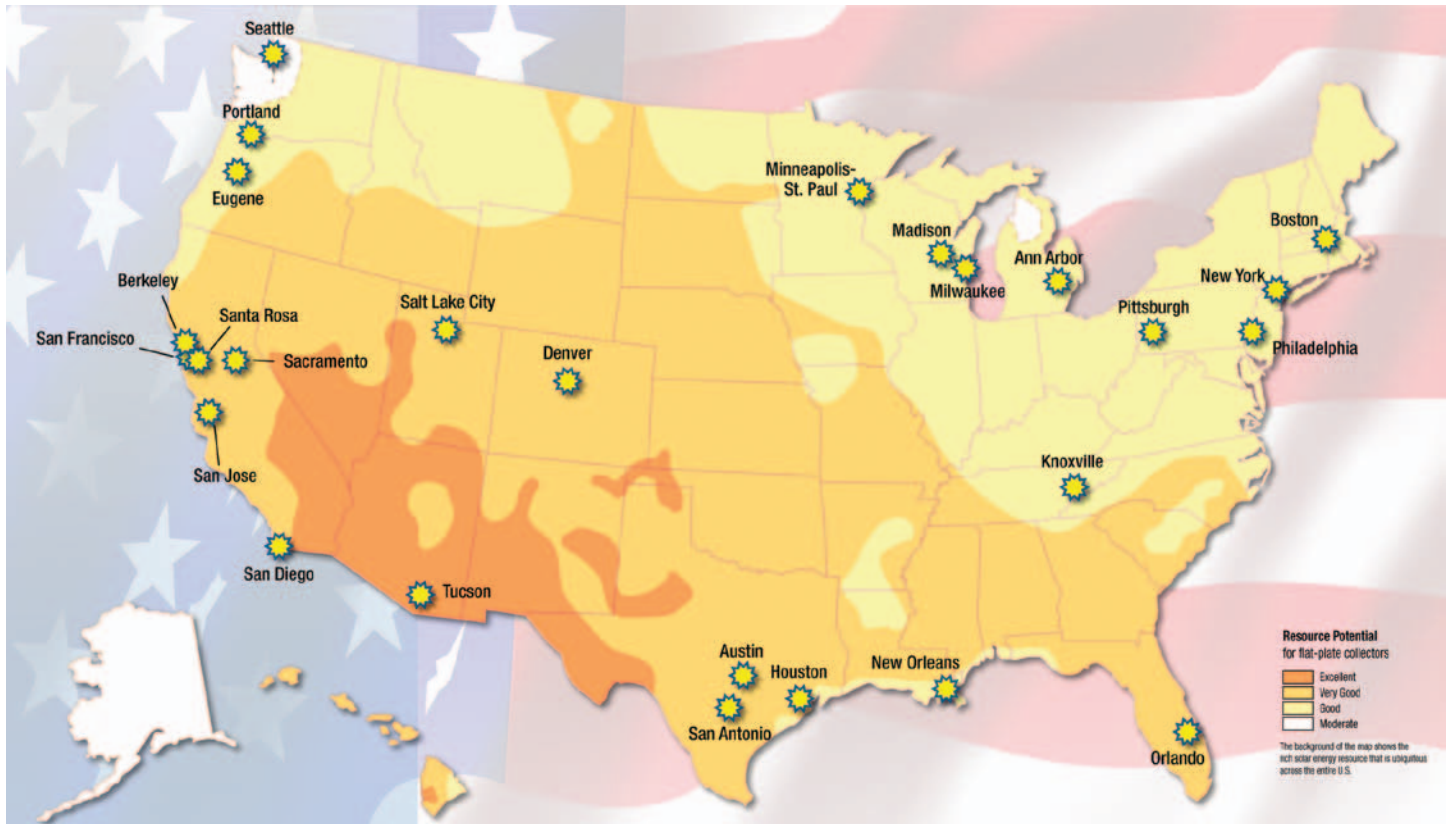 Seattle
Portland
Eugene
Minneapolis-
St. Paul
Madison
Milwaukee
Ann Arbor
Boston
New York
Pittsburgh
Philadelphia
Berkeley
Santa Rosa
San Francisco
Sacramento
Salt Lake City
Denver
San Jose
Knoxville
San Diego
Tucson
Austin
Houston
San Antonio
New Orleans
Orlando
Resource Potential
for flat-plate collectors
Excellent
Very Good
Good
Moderate
The background of the map shows the
rich solar energy resource that is ubiquitous
across the entire U.S.